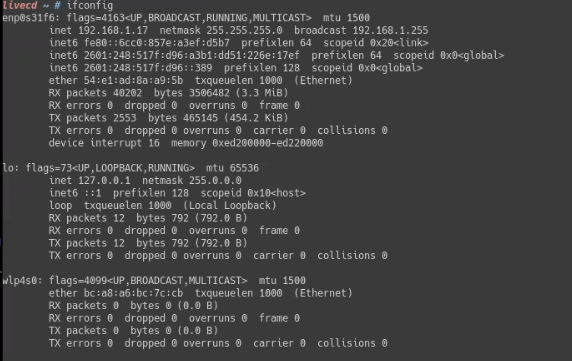 livecd ~ # ifconfig
enp0s31f6: flags=4163<UP,BROADCAST,RUNNING,MULTICAST>  mtu 1500
        inet 192.168.1.17  netmask 255.255.255.0  broadcast 192.168.1.255
        inet6 fe80::6cc0:857e:a3ef:d5b7  prefixlen 64  scopeid 0x20<link>
        inet6 2601:248:517f:d96:a3b1:dd51:226e:17ef  prefixlen 64  scopeid 0x0<global>
        inet6 2601:248:517f:d96::389  prefixlen 128  scopeid 0x0<global>
        ether 54:e1:ad:8a:a9:5b  txqueuelen 1000  (Ethernet)
        RX packets 40202  bytes 3506482 (3.3 MiB)
        RX errors 0  dropped 0  overruns 0  frame 0
        TX packets 2553  bytes 465145 (454.2 KiB)
        TX errors 0  dropped 0 overruns 0  carrier 0  collisions 0
        device interrupt 16  memory 0xed200000-ed220000

lo: flags=73<UP,LOOPBACK,RUNNING>  mtu 65536
        inet 127.0.0.1  netmask 255.0.0.0
        inet6 ::1  prefixlen 128  scopeid 0x10<host>
        loop  txqueuelen 1000  (Local Loopback)
        RX packets 12  bytes 792 (792.0 B)
        RX errors 0  dropped 0  overruns 0  frame 0
        TX packets 12  bytes 792 (792.0 B)
        TX errors 0  dropped 0 overruns 0  carrier 0  collisions 0

wlp4s0: flags=4099<UP,BROADCAST,MULTICAST>  mtu 1500
        ether bc:a8:a6:bc:7c:cb  txqueuelen 1000  (Ethernet)
        RX packets 0  bytes 0 (0.0 B)
        RX errors 0  dropped 0  overruns 0  frame 0
        TX packets 0  bytes 0 (0.0 B)
        TX errors 0  dropped 0 overruns 0  carrier 0  collisions 0